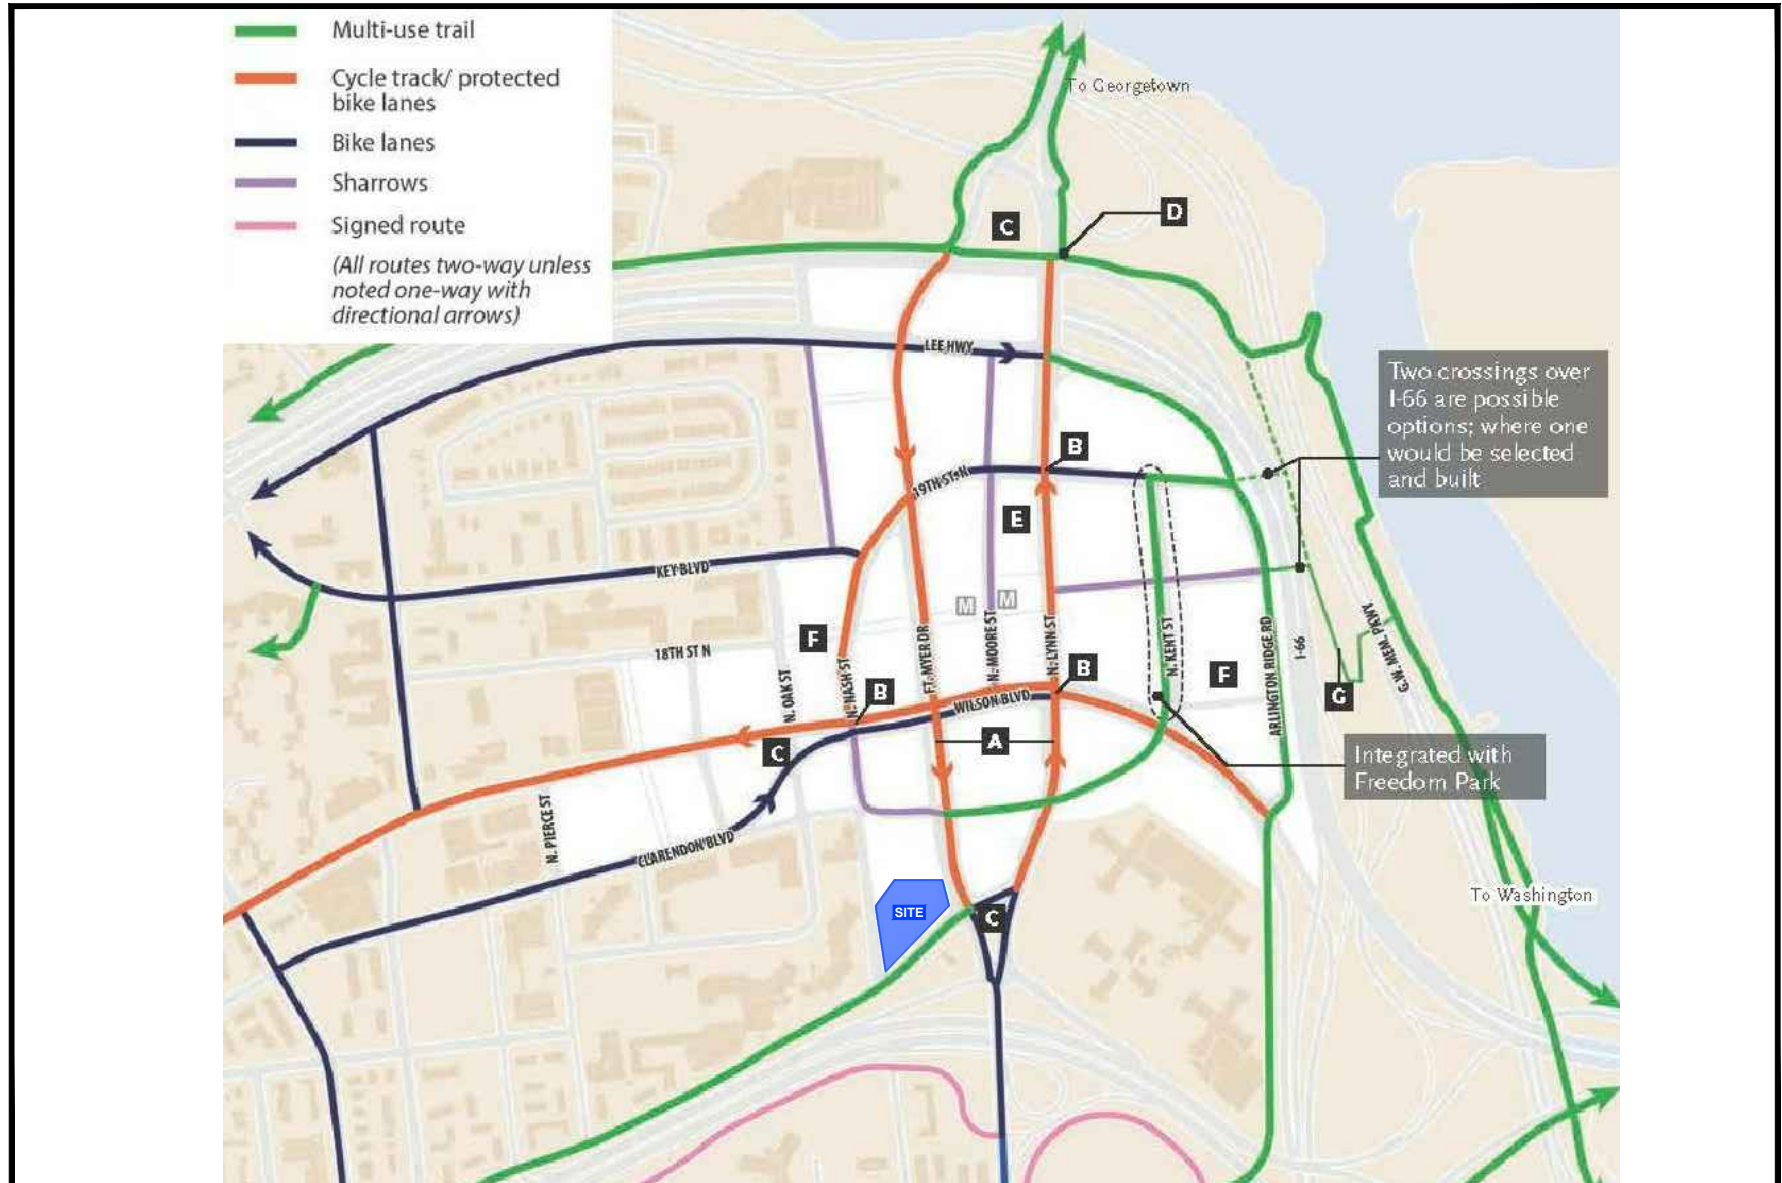 Multi-use trail
Cycle track/ protected
bike lanes
Bike lanes
Sharrows
Signed route
(All routes two-way unless
noted one-way with
directional arrows)
To Georgetown
D
C
LEE HWY
Two crossings over
I-66 are possible
options; where one
would be selected
and built
B
19TH ST N
E
KEY BLVD
M
M
F
18TH ST N
N. OAK ST
N. NASH ST
FT. MYER DR
N. MOORE ST
N. LYNN ST
N. KENT ST
ARLINGTON RIDGE RD
I-66
G.W. MEM. PKWY.
B
B
F
G
WILSON BLVD
A
C
Integrated with
Freedom Park
N. PIERCE ST
CLARENDON BLVD
SITE
C
To Washington